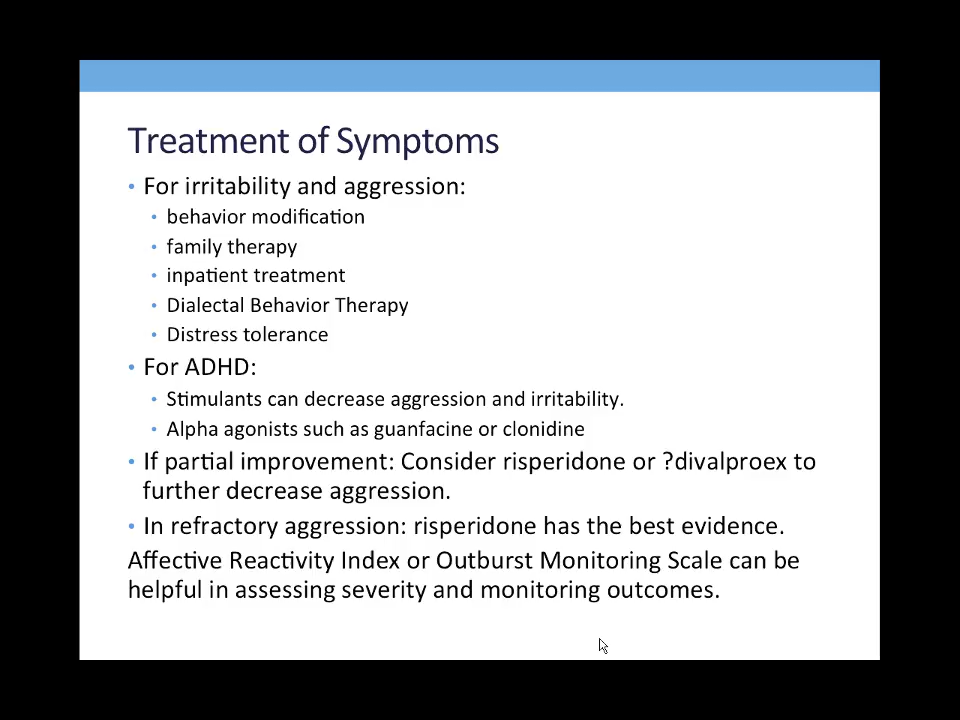 Treatment of Symptoms
• For irritability and aggression:
• behavior modification
• family therapy
• inpatient treatment
• Dialectal Behavior Therapy
• Distress tolerance
• For ADHD:
• Stimulants can decrease aggression and irritability.
• Alpha agonists such as guanfacine or clonidine
• If partial improvement: Consider risperidone or ?divalproex to
further decrease aggression.
• In refractory aggression: risperidone has the best evidence.
Affective Reactivity Index or Outburst Monitoring Scale can be
helpful in assessing severity and monitoring outcomes.